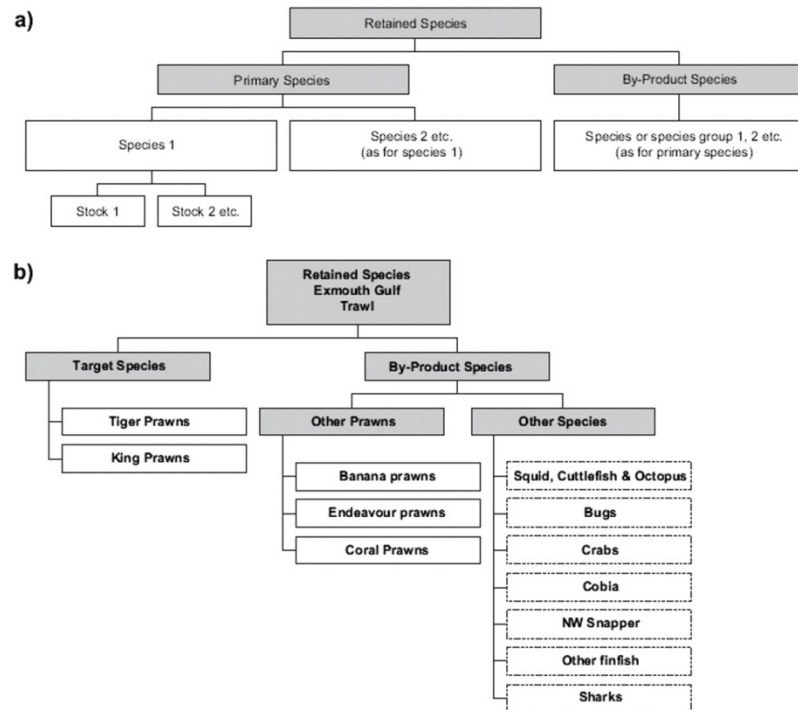 a)
Retained Species
Primary Species
By-Product Species
Species 1
Species 2 etc.
(as for species 1)
Species or species group 1, 2 etc.
(as for primary species)
Stock 1
Stock 2 etc.
b)
Retained Species
Exmouth Gulf
Trawl
Target Species
By-Product Species
Tiger Prawns
King Prawns
Other Prawns
Other Species
Banana prawns
Endeavour prawns
Coral Prawns
Squid, Cuttlefish & Octopus
Bugs
Crabs
Cobia
NW Snapper
Other finfish
Sharks